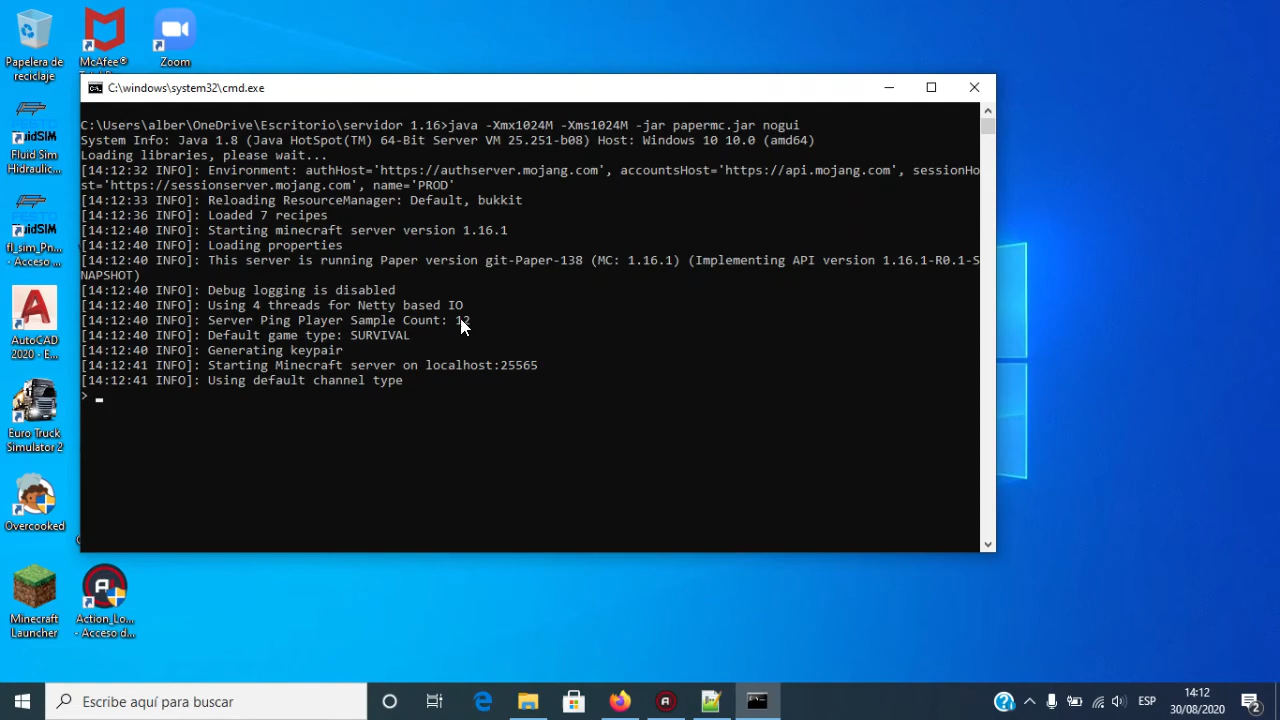 Papelera de
reciclaje
McAfee®
Zoom
C:\windows\system32\cmd.exe
C:\Users\alber\OneDrive\Escritorio\servidor 1.16>java -Xmx1024M -Xms1024M -jar papermc.jar nogui
System Info: Java 1.8 (Java HotSpot(TM) 64-Bit Server VM 25.251-b08) Host: Windows 10 10.0 (amd64)
Loading libraries, please wait...
[14:12:32 INFO]: Environment: authHost='https://authserver.mojang.com', accountsHost='https://api.mojang.com', sessionHo
st='https://sessionserver.mojang.com', name='PROD'
[14:12:33 INFO]: Reloading ResourceManager: Default, bukkit
[14:12:36 INFO]: Loaded 7 recipes
[14:12:40 INFO]: Starting minecraft server version 1.16.1
[14:12:40 INFO]: Loading properties
[14:12:40 INFO]: This server is running Paper version git-Paper-138 (MC: 1.16.1) (Implementing API version 1.16.1-R0.1-S
NAPSHOT)
[14:12:40 INFO]: Debug logging is disabled
[14:12:40 INFO]: Using 4 threads for Netty based IO
[14:12:40 INFO]: Server Ping Player Sample Count: 12
[14:12:40 INFO]: Default game type: SURVIVAL
[14:12:40 INFO]: Generating keypair
[14:12:41 INFO]: Starting Minecraft server on localhost:25565
[14:12:41 INFO]: Using default channel type
>
Fluid Sim
Hidraulic...
fl_sim_Pn...
- Acceso ...
AutoCAD
2020 - E...
Euro Truck
Simulator 2
Overcooked
Minecraft
Launcher
Action_Lo...
- Acceso d...
Escribe aquí para buscar
ESP
14:12
30/08/2020
2